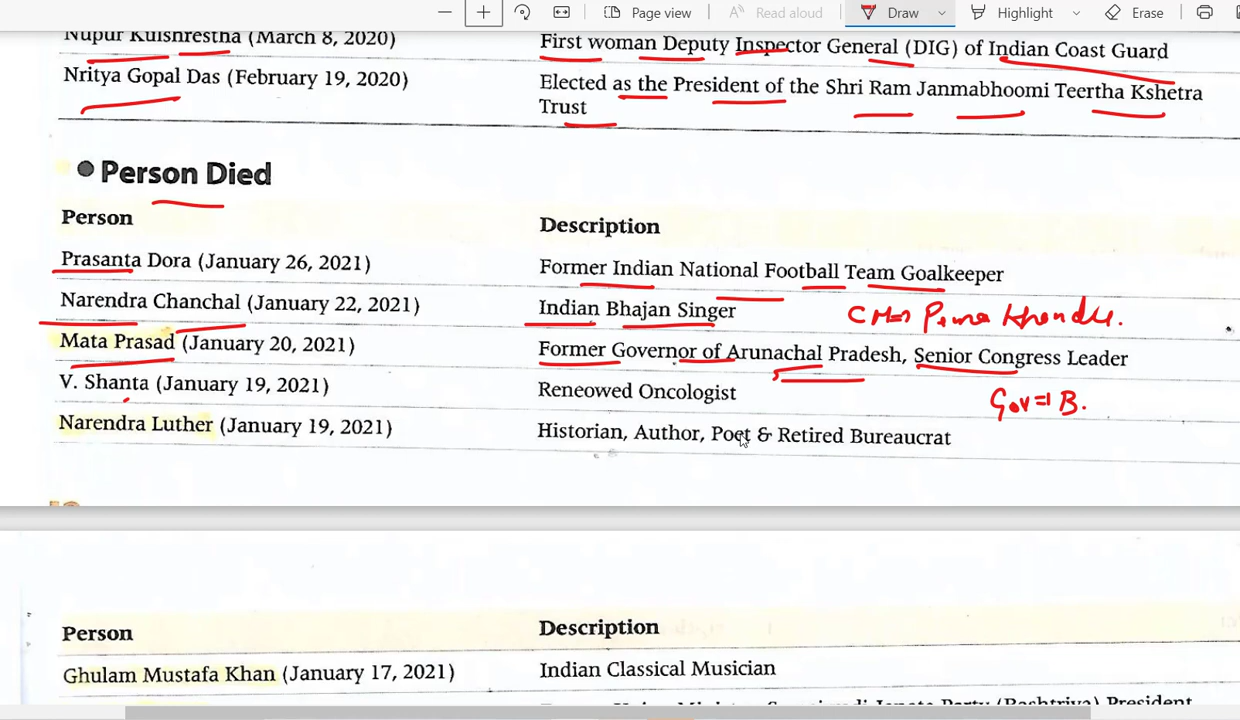 Page view
Read aloud
Draw
Highlight
Erase
Nupur Kulshrestha (March 8, 2020) First woman Deputy Inspector General (DIG) of Indian Coast Guard
Nritya Gopal Das (February 19, 2020) Elected as the President of the Shri Ram Janmabhoomi Teertha Kshetra
Trust
Person Died
Person Description
Prasanta Dora (January 26, 2021) Former Indian National Football Team Goalkeeper
Narendra Chanchal (January 22, 2021) Indian Bhajan Singer
CM Pema Khandu.
Mata Prasad (January 20, 2021) Former Governor of Arunachal Pradesh, Senior Congress Leader
V. Shanta (January 19, 2021) Reneowed Oncologist
Gov= B.
Narendra Luther (January 19, 2021) Historian, Author, Poet & Retired Bureaucrat
Person Description
Ghulam Mustafa Khan (January 17, 2021) Indian Classical Musician
Party (Rashtriya) President